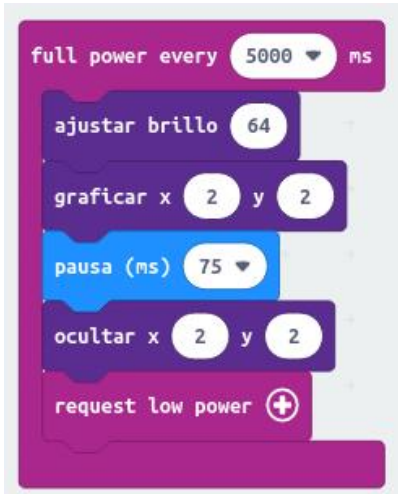 full power every 5000 ms
ajustar brillo 64
graficar x 2 y 2
pausa (ms) 75
ocultar x 2 y 2
request low power